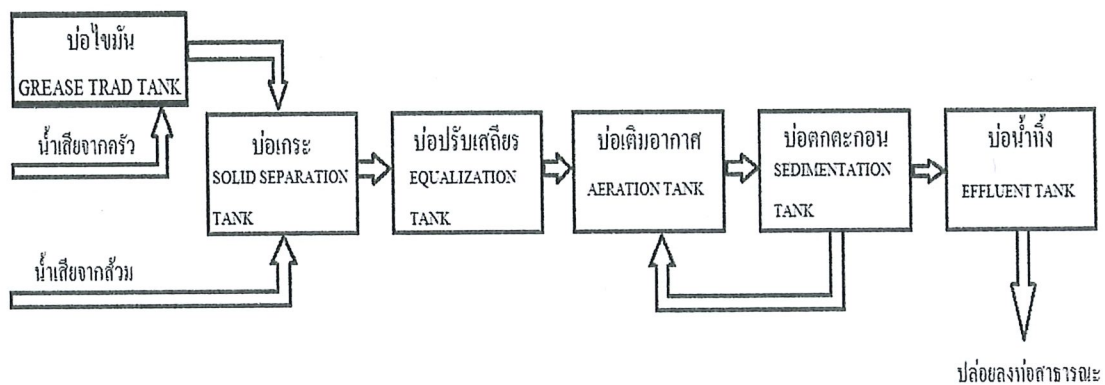 บ่อไขมัน
GREASE TRAD TANK
น้ำเสียจากครัว
บ่อเกระ
SOLID SEPARATION
TANK
น้ำเสียจากส้วม
บ่อปรับเสถียร
EQUALIZATION
TANK
บ่อเติมอากาศ
AERATION TANK
บ่อตกตะกอน
SEDIMENTATION
TANK
บ่อน้ำทิ้ง
EFFLUENT TANK
ปล่อยลงท่อสาธารณะ